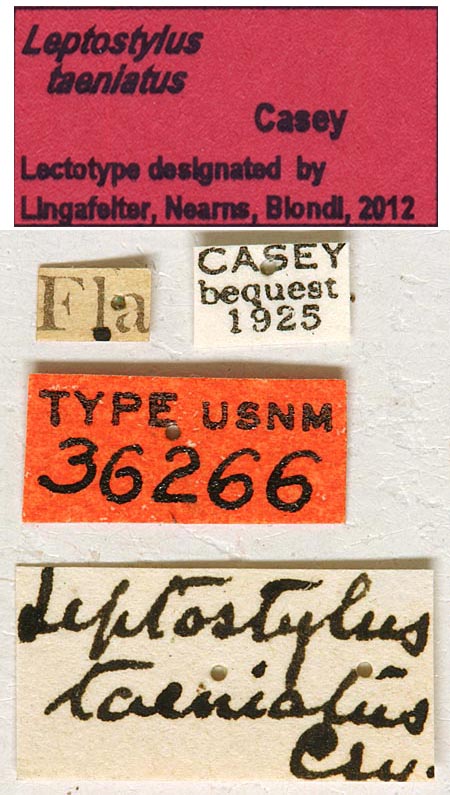 Leptostylus
taeniatus
Casey
Lectotype designated by
Lingafelter, Nearns, Biondi, 2012
Fla
CASEY
bequest
1925
TYPE USNM
36266
Leptostylus
taeniatus
Csy.